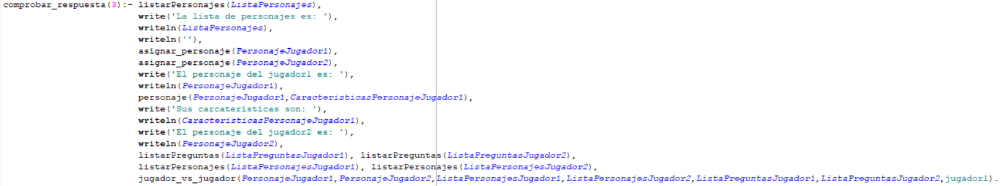 comprobar_respuesta(3):- listarPersonajes(ListaPersonajes),
write('La lista de personajes es: '),
writeln(ListaPersonajes),
writeln(''),
asignar_personaje(PersonajeJugador1),
asignar_personaje(PersonajeJugador2),
write('El personaje del jugador1 es: '),
writeln(PersonajeJugador1),
personaje(PersonajeJugador1,CaracteristicasPersonajeJugador1),
write('Sus carcateristicas son: '),
writeln(CaracteristicasPersonajeJugador1),
write('El personaje del jugador2 es: '),
writeln(PersonajeJugador2),
listarPreguntas(ListaPreguntasJugador1), listarPreguntas(ListaPreguntasJugador2),
listarPersonajes(ListaPersonajesJugador1), listarPersonajes(ListaPersonajesJugador2),
jugador_vs_jugador(PersonajeJugador1,PersonajeJugador2,ListaPersonajesJugador1,ListaPersonajesJugador2,ListaPreguntasJugador1,ListaPreguntasJugador2,jugador1).